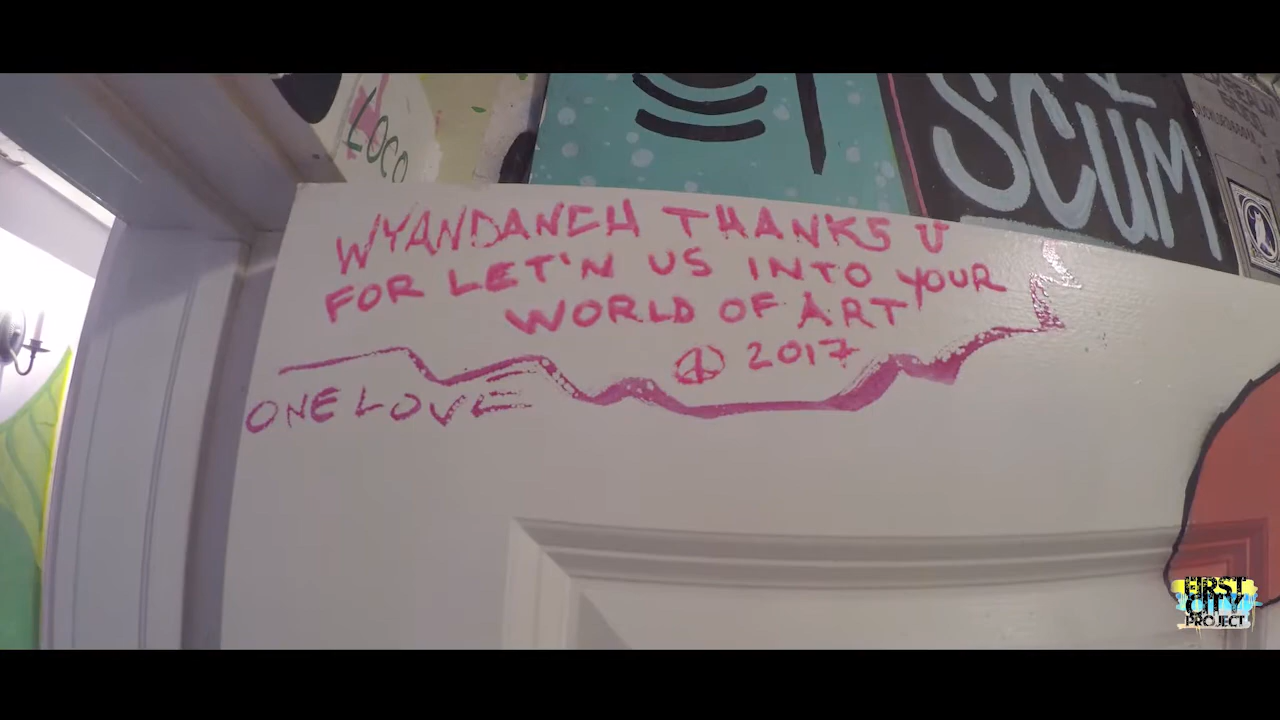 LOCO
SCUM
WYANDANCH THANKS U
FOR LET'N US INTO YOUR
WORLD OF ART
2017
ONE LOVE
FIRST
CITY
PROJECT